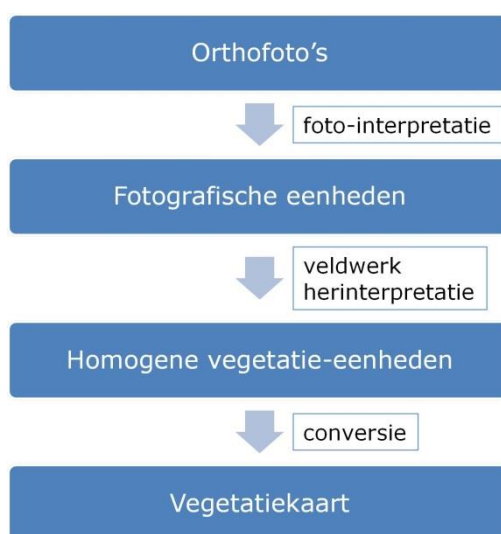 Orthofoto’s
foto-interpretatie
Fotografische eenheden
veldwerk
herinterpretatie
Homogene vegetatie-eenheden
conversie
Vegetatiekaart